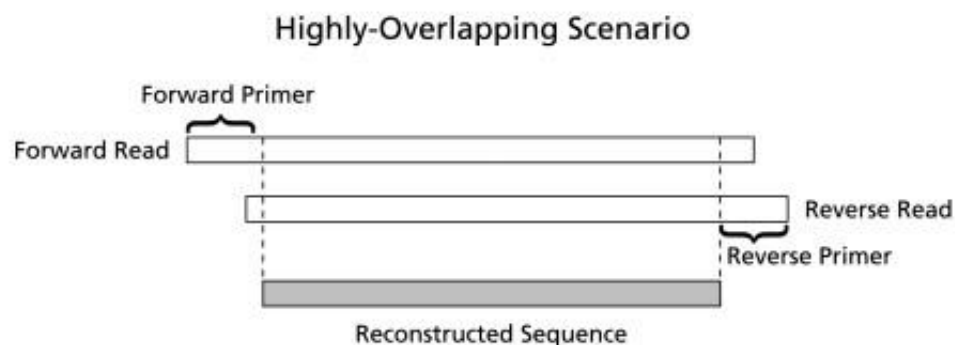 Highly-Overlapping Scenario
Forward Primer
Forward Read
Reverse Read
Reverse Primer
Reconstructed Sequence